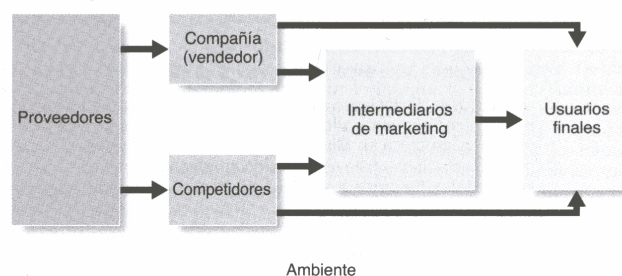 Proveedores
Compañía
(vendedor)
Competidores
Intermediarios
de marketing
Usuarios
finales
Ambiente